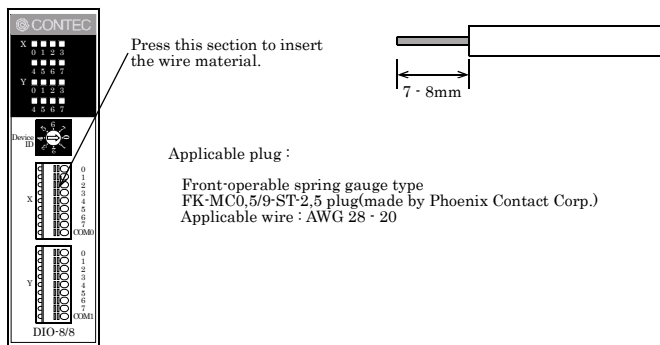 CONTEC
X
0 1 2 3
4 5 6 7
Y
0 1 2 3
4 5 6 7
Device
ID
X
0
1
2
3
4
5
6
7
COM0
Y
0
1
2
3
4
5
6
7
COM1
DIO-8/8
Press this section to insert
the wire material.
7 - 8mm
Applicable plug :
Front-operable spring gauge type
FK-MC0,5/9-ST-2,5 plug(made by Phoenix Contact Corp.)
Applicable wire : AWG 28 - 20